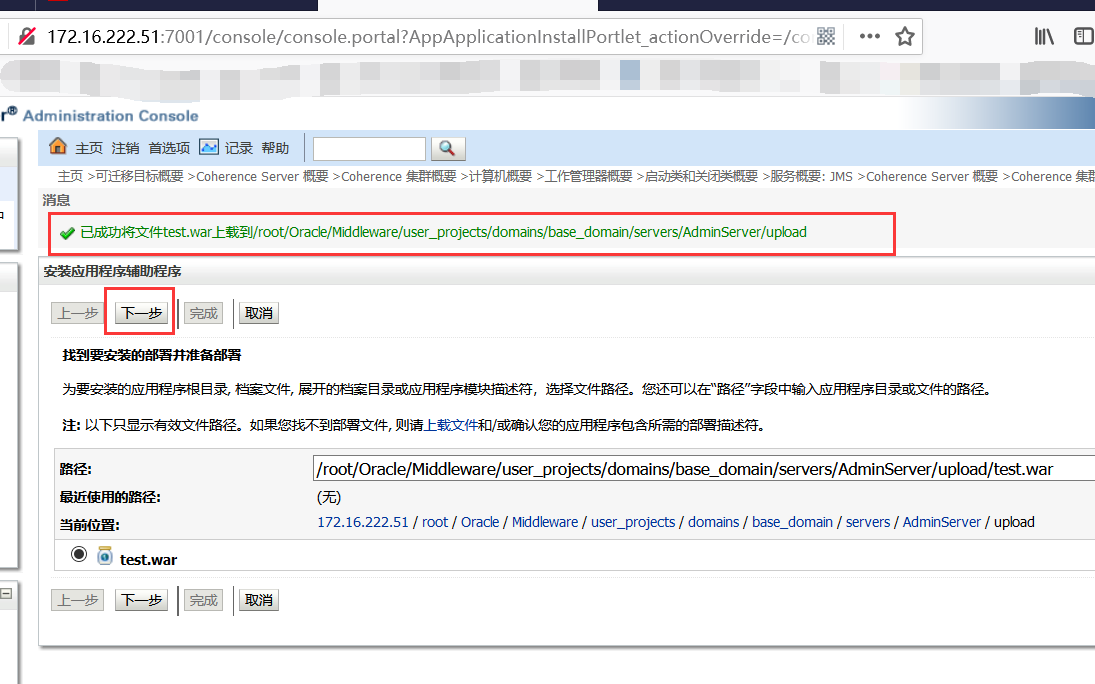 172.16.222.51:7001/console/console.portal?AppApplicationInstallPortlet_actionOverride=/co
r® Administration Console
主页 注销 首选项 记录 帮助
主页 >可迁移目标概要 >Coherence Server 概要 >Coherence 集群概要 >计算机概要 >工作管理器概要 >启动类和关闭类概要 >服务概要: JMS >Coherence Server 概要 >Coherence 集群
消息
已成功将文件test.war上载到/root/Oracle/Middleware/user_projects/domains/base_domain/servers/AdminServer/upload
安装应用程序辅助程序
上一步 下一步 完成 取消
找到要安装的部署并准备部署
为要安装的应用程序根目录, 档案文件, 展开的档案目录或应用程序模块描述符，选择文件路径。您还可以在“路径”字段中输入应用程序目录或文件的路径。
注: 以下只显示有效文件路径。如果您找不到部署文件, 则请上载文件和/或确认您的应用程序包含所需的部署描述符。
路径: /root/Oracle/Middleware/user_projects/domains/base_domain/servers/AdminServer/upload/test.war
最近使用的路径: (无)
当前位置: 172.16.222.51 / root / Oracle / Middleware / user_projects / domains / base_domain / servers / AdminServer / upload
test.war
上一步 下一步 完成 取消